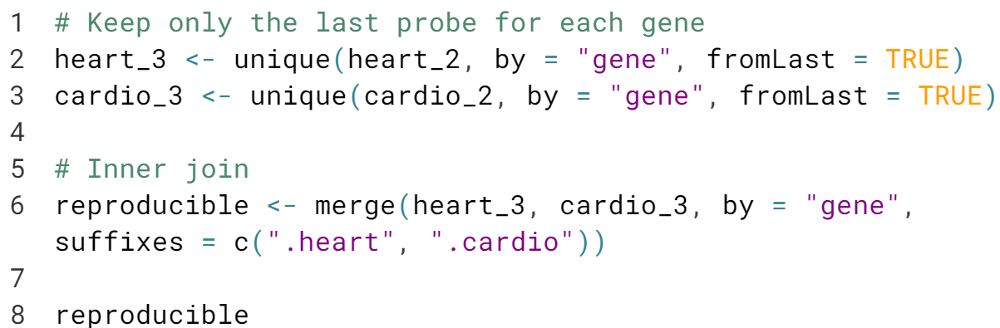 1 # Keep only the last probe for each gene
2 heart_3 <- unique(heart_2, by = "gene", fromLast = TRUE)
3 cardio_3 <- unique(cardio_2, by = "gene", fromLast = TRUE)
4
5 # Inner join
6 reproducible <- merge(heart_3, cardio_3, by = "gene",
suffixes = c(".heart", ".cardio"))
7
8 reproducible